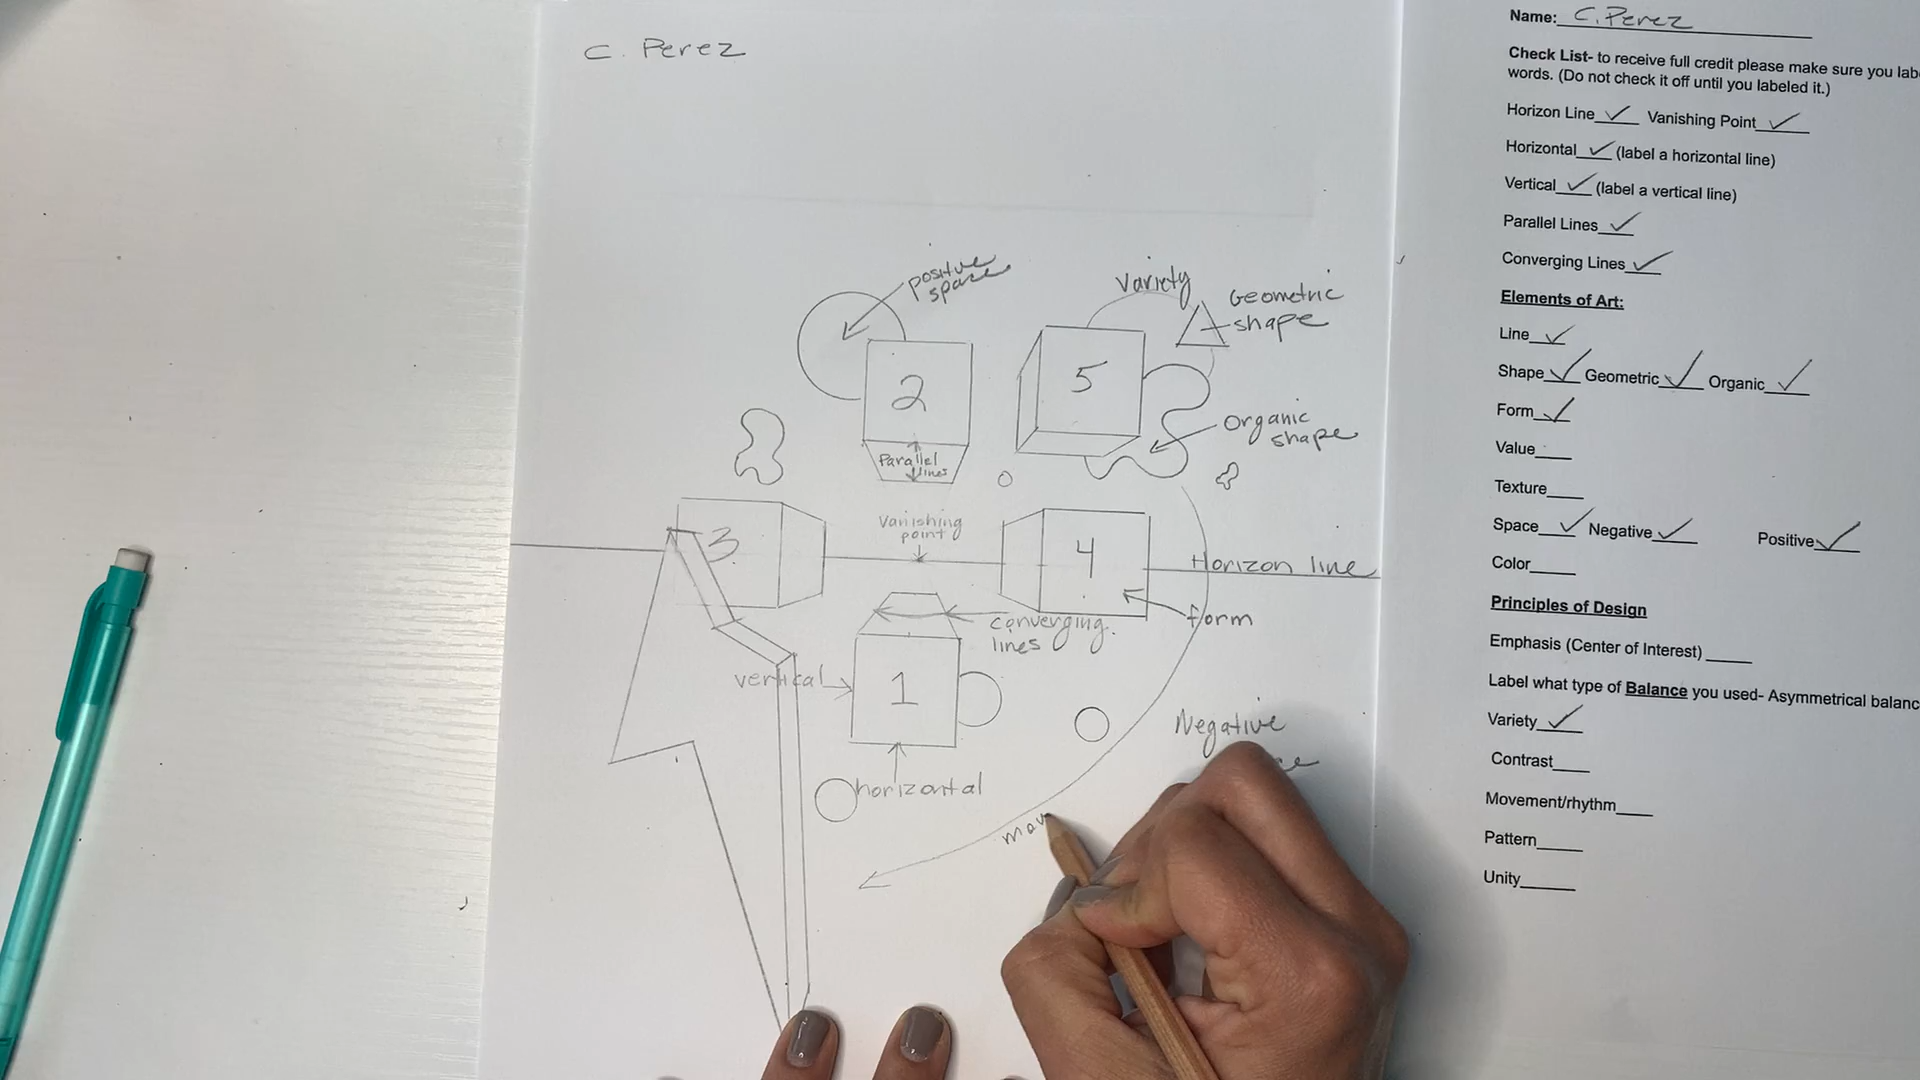 C. Perez
positive
space
Variety
Geometric
shape
2
5
Organic
shape
Parallel
lines
3
Vanishing
point
4
Horizon line
form
converging
lines
vertical
1
horizontal
Negative
mov
Name: C. Perez
Check List- to receive full credit please make sure you
words. (Do not check it off until you labeled it.)
Horizon Line Vanishing Point
Horizontal (label a horizontal line)
Vertical (label a vertical line)
Parallel Lines
Converging Lines
Elements of Art:
Line
Shape Geometric Organic
Form
Value
Texture
Space Negative Positive
Color
Principles of Design
Emphasis (Center of Interest)
Label what type of Balance you used- Asymmetrical balanc
Variety
Contrast
Movement/rhythm
Pattern
Unity